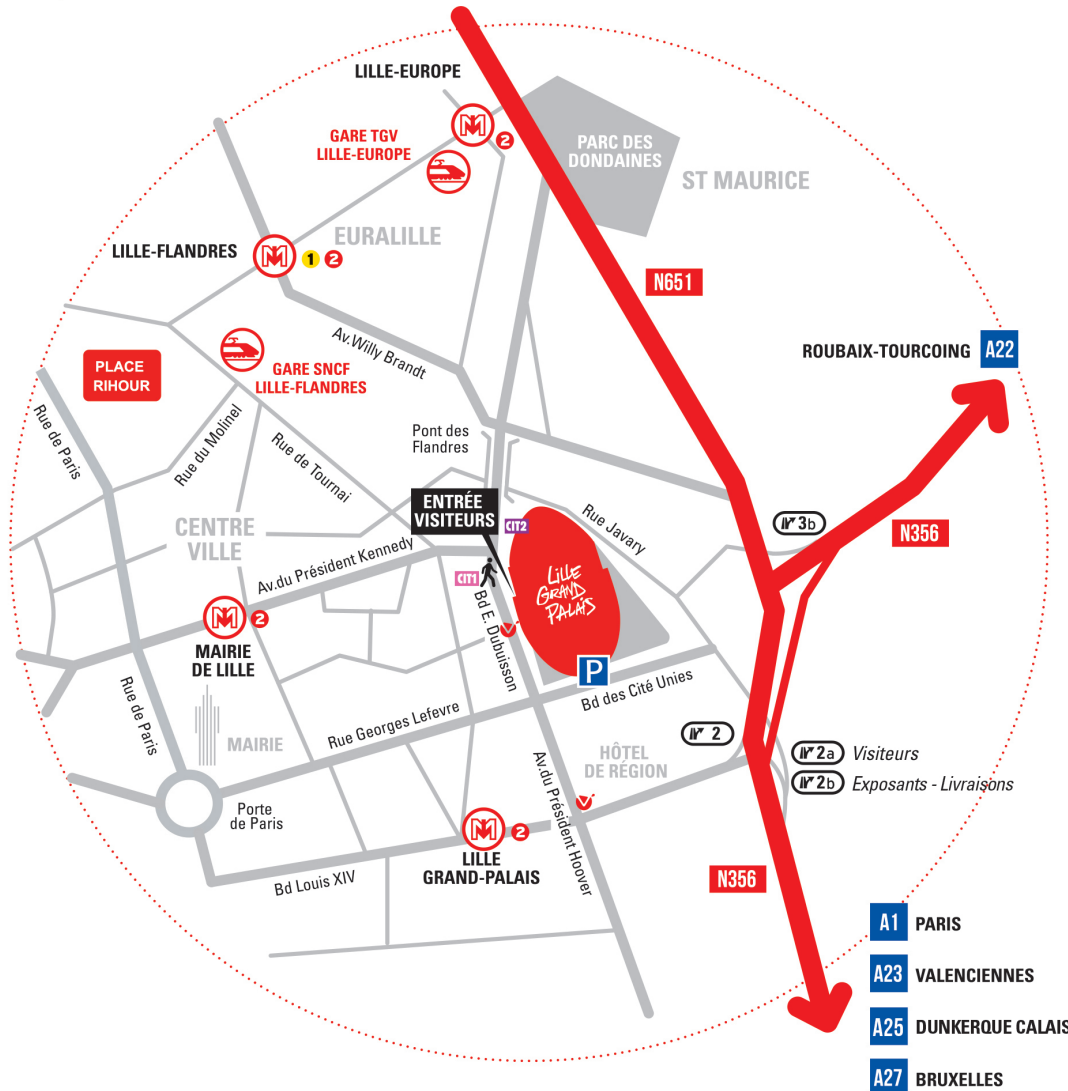 LILLE-EUROPE
2
GARE TGV
LILLE-EUROPE
PARC DES
DONDAINES
ST MAURICE
EURALILLE
LILLE-FLANDRES
1 2
N651
Av.Willy Brandt
ROUBAIX-TOURCOING A22
PLACE
RIHOUR
GARE SNCF
LILLE-FLANDRES
Rue de Paris
Rue du Molinel
Rue de Tournai
Pont des
Flandres
ENTRÉE
VISITEURS
CIT2
Rue Javary
3b
N356
CENTRE
VILLE
Av.du Président Kennedy
CIT1
LILLE
GRAND
PALAIS
Bd E. Dubuisson
2
MAIRIE
DE LILLE
P
Bd des Cité Unies
Rue de Paris
Rue Georges Lefevre
MAIRIE
HÔTEL
DE RÉGION
2
2a Visiteurs
2b Exposants - Livraisons
Av.du Président Hoover
Porte
de Paris
2
LILLE
GRAND-PALAIS
Bd Louis XIV
N356
A1 PARIS
A23 VALENCIENNES
A25 DUNKERQUE CALAIS
A27 BRUXELLES